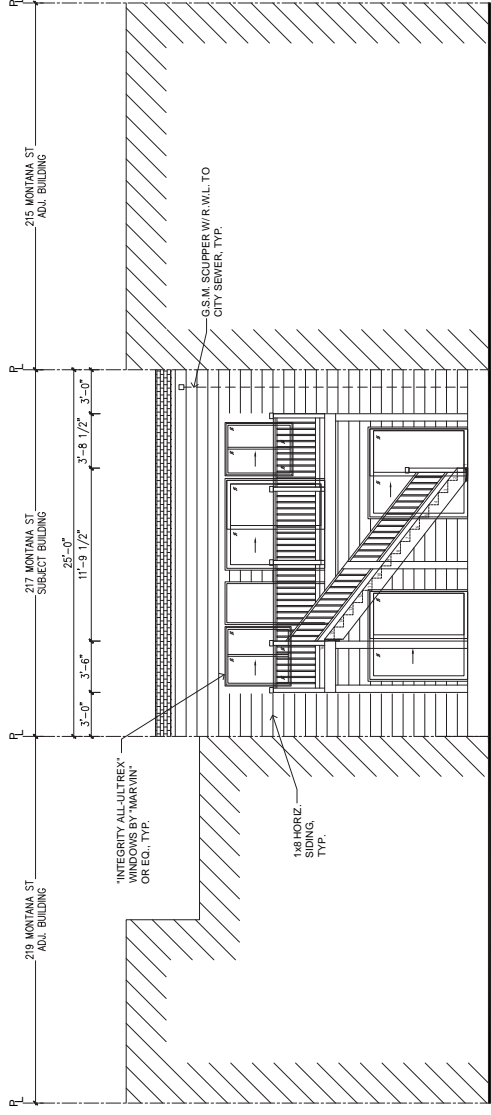 P L
219 MONTANA ST
ADJ. BUILDING
P L
217 MONTANA ST
SUBJECT BUILDING
25'-0"
3'-0"
3'-6"
11'-9 1/2"
3'-8 1/2"
3'-0"
P L
215 MONTANA ST
ADJ. BUILDING
P L
"INTEGRITY ALL-ULTREX"
WINDOWS BY "MARVIN"
OR EQ., TYP.
G.S.M. SCUPPER W/ R.W.L. TO
CITY SEWER, TYP.
1x8 HORIZ.
SIDING,
TYP.